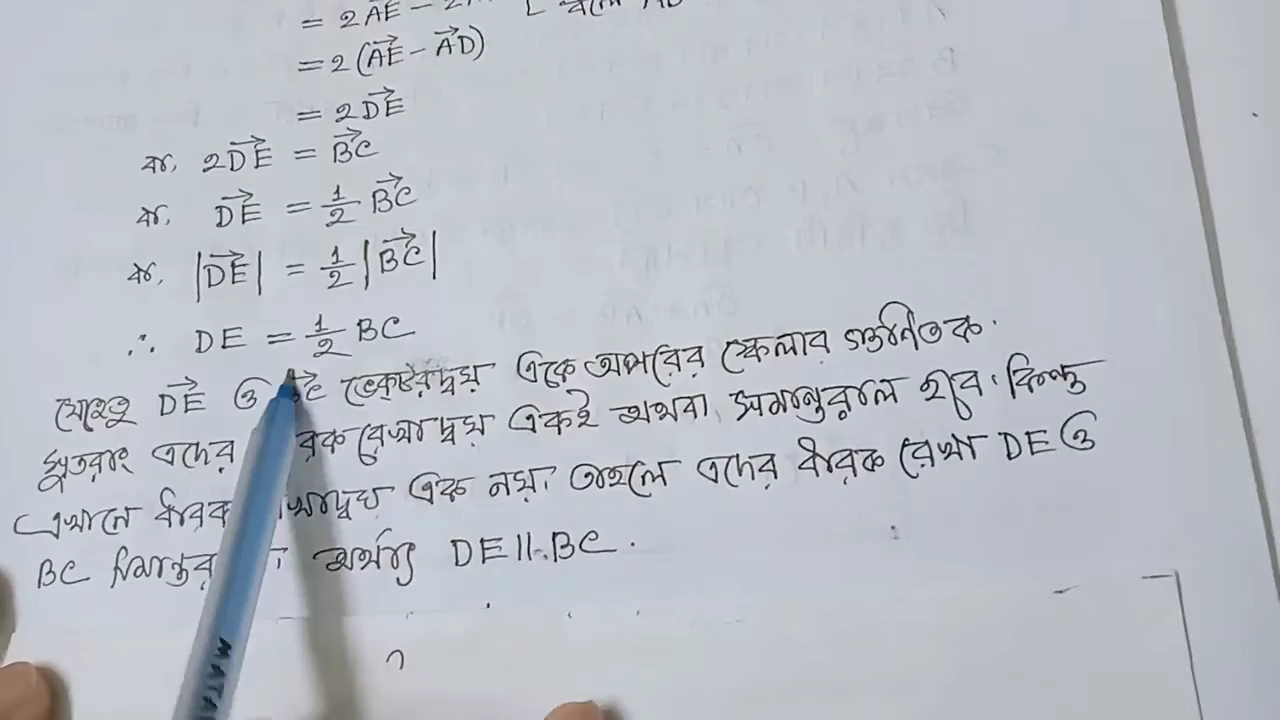 = 2AE⃗ −
= 2(AE⃗ − AD⃗)
= 2DE⃗
বা, 2DE⃗ = BC⃗
বা, DE⃗ = 1/2 BC⃗
বা, |DE⃗| = 1/2 |BC⃗|
∴ DE = 1/2 BC
যেহেতু DE⃗ ও ভেক্টরদ্বয় একে অপরের স্কেলার গুণিতক.
সুতরাং এদের রেখাদ্বয় একই অথবা সমান্তরাল হবে. কিন্তু
এখানে ধারক এক নয়. তাহলে এদের ধারক রেখা DE ও
BC অর্থাৎ DE||BC.
MATA